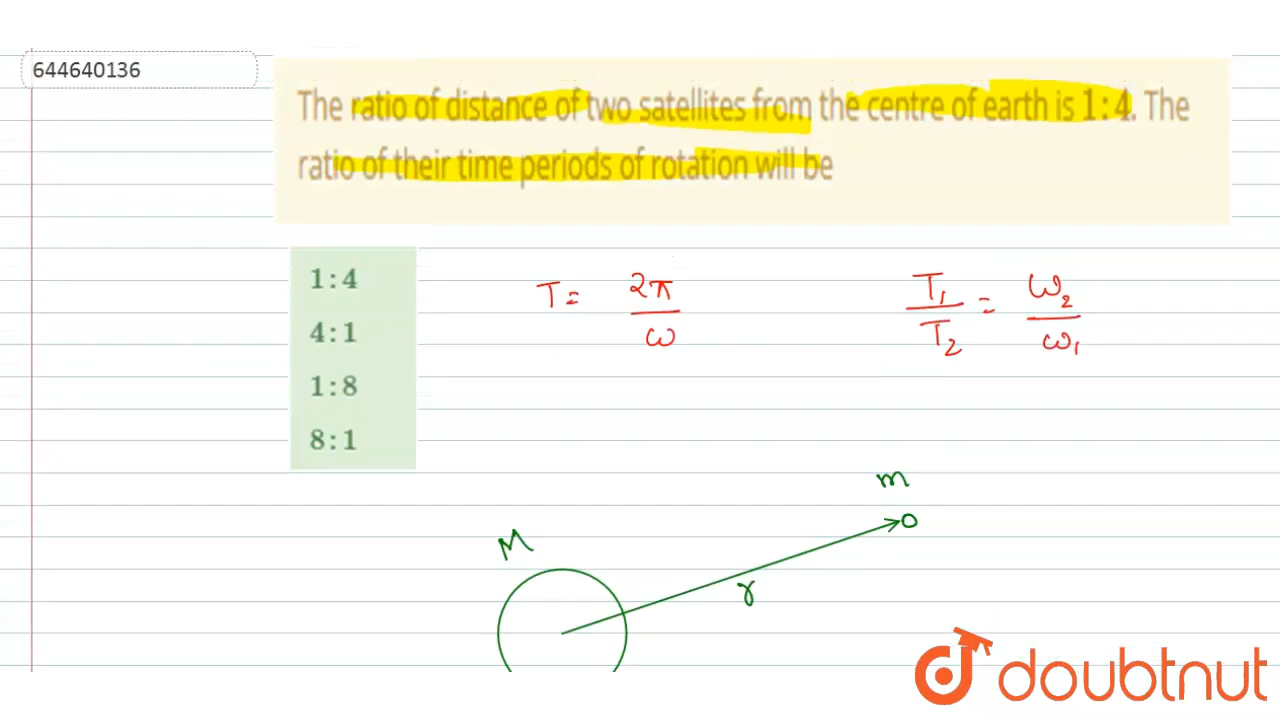 644640136
The ratio of distance of two satellites from the centre of earth is 1 : 4. The
ratio of their time periods of rotation will be
1 : 4
4 : 1
1 : 8
8 : 1
T = 2π/ω
T₁/T₂ = ω₂/ω₁
m
M
r
doubtnut